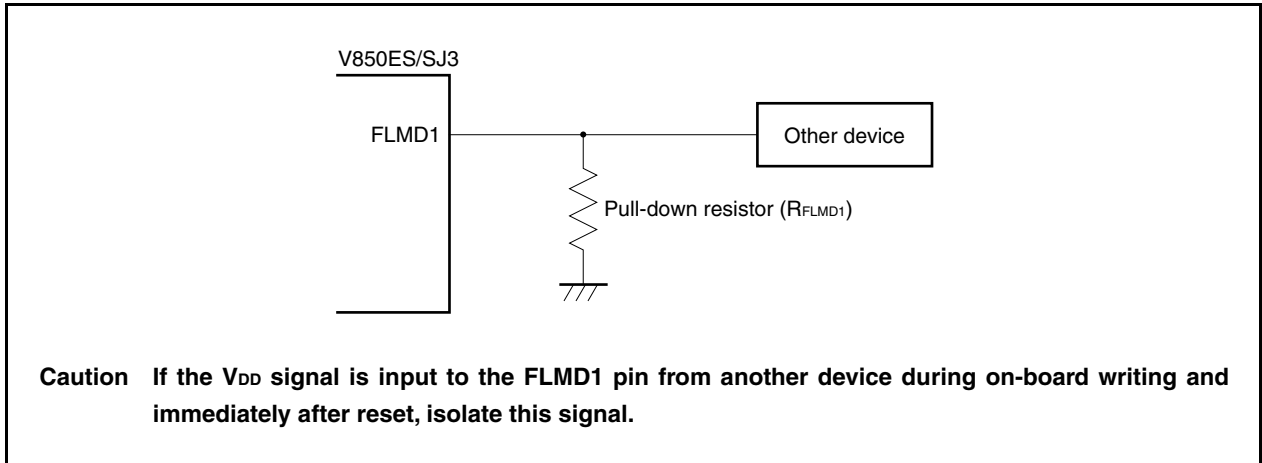 V850ES/SJ3
FLMD1
Other device
Pull-down resistor (RFLMD1)
Caution If the VDD signal is input to the FLMD1 pin from another device during on-board writing and
immediately after reset, isolate this signal.